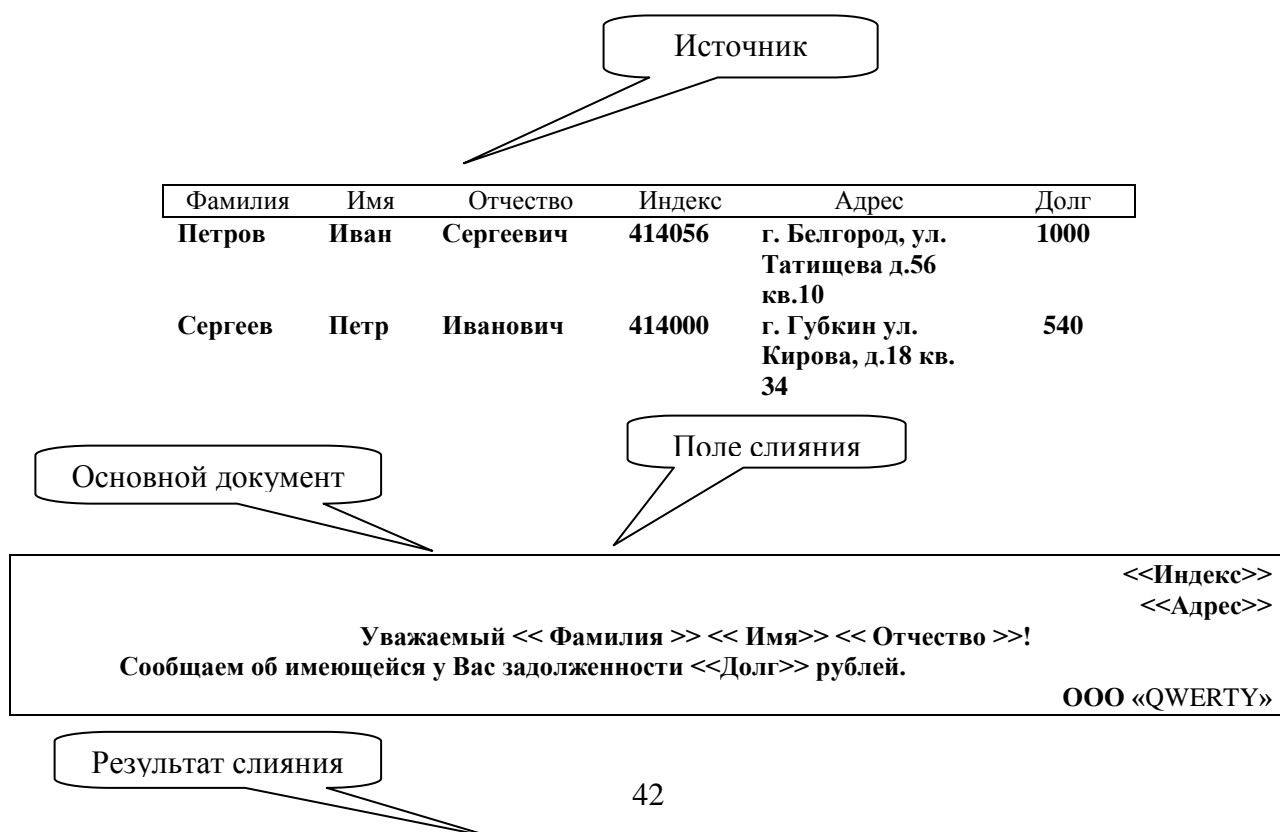 Источник
Фамилия Имя Отчество Индекс Адрес Долг
Петров Иван Сергеевич 414056 г. Белгород, ул. 1000
Татищева д.56
кв.10
Сергеев Петр Иванович 414000 г. Губкин ул. 540
Кирова, д.18 кв.
34
Поле слияния
Основной документ
<<Индекс>>
<<Адрес>>
Уважаемый << Фамилия >> << Имя>> << Отчество >>!
Сообщаем об имеющейся у Вас задолженности <<Долг>> рублей.
ООО «QWERTY»
Результат слияния
42